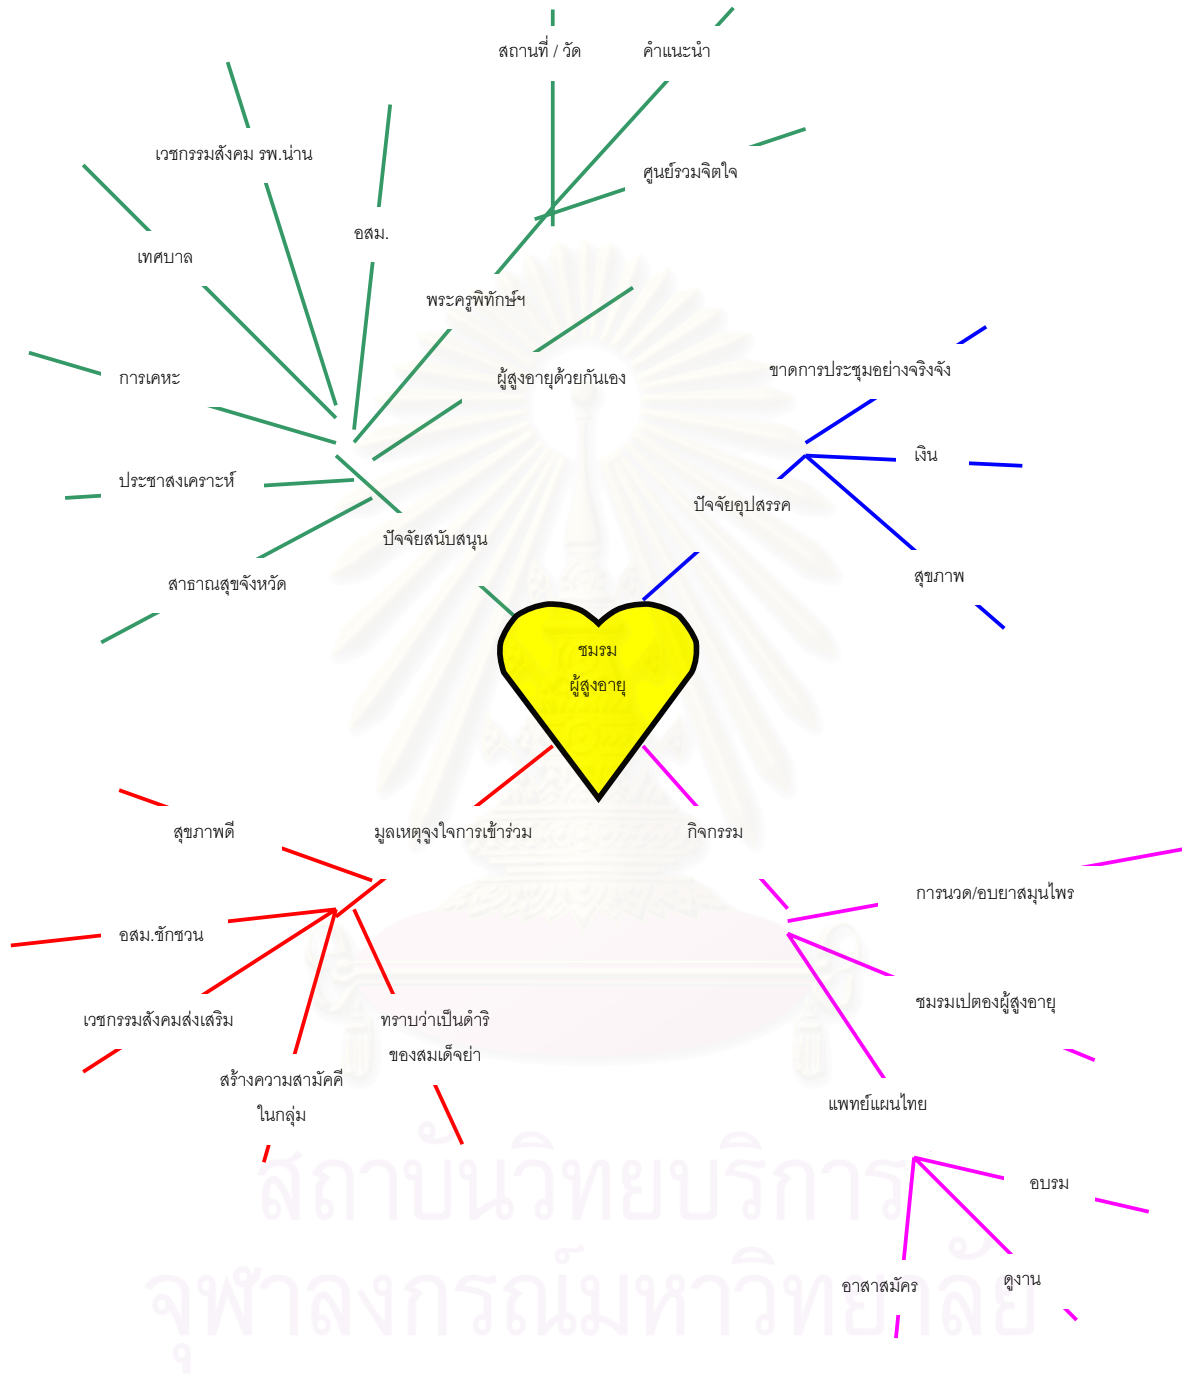 สถานที่ / วัด
คำแนะนำ
เวชกรรมสังคม รพ.น่าน
ศูนย์รวมจิตใจ
อสม.
เทศบาล
พระครูพิทักษ์ฯ
ขาดการประชุมอย่างจริงจัง
การเคหะ
ผู้สูงอายุด้วยกันเอง
เงิน
ประชาสงเคราะห์
ปัจจัยอุปสรรค
ปัจจัยสนับสนุน
สุขภาพ
สาธาณสุขจังหวัด
ชมรม
ผู้สูงอายุ
สุขภาพดี
มูลเหตุจูงใจการเข้าร่วม
กิจกรรม
การนวด/อบยาสมุนไพร
อสม.ชักชวน
ชมรมเปตองผู้สูงอายุ
เวชกรรมสังคมส่งเสริม
ทราบว่าเป็นดำริ
ของสมเด็จย่า
สร้างความสามัคคี
ในกลุ่ม
แพทย์แผนไทย
อบรม
อาสาสมัคร
ดูงาน
สถาบันวิทยบริการ
จุฬาลงกรณ์มหาวิทยาลัย